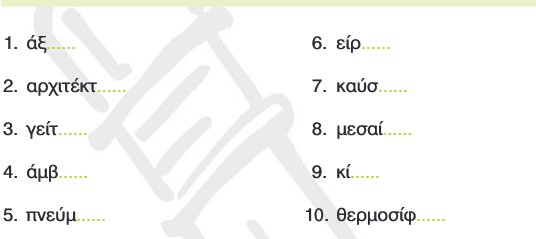 1. άξ......
2. αρχιτέκτ......
3. γείτ......
4. άμβ......
5. πνεύμ......
6. είρ......
7. καύσ......
8. μεσαί......
9. κί......
10. θερμοσίφ......